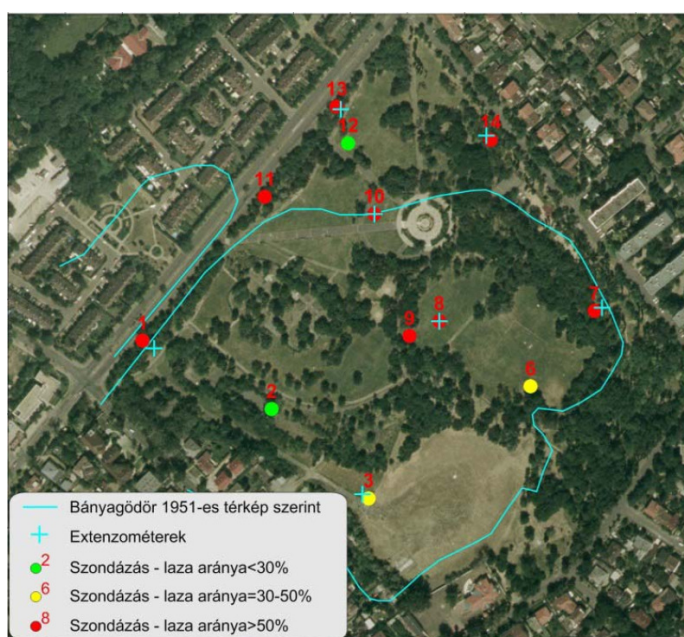 13
14
12
11
10
7
8
9
1
6
2
3
Bányagödör 1951-es térkép szerint
Extenzométerek
2 Szondázás - laza aránya<30%
6 Szondázás - laza aránya=30-50%
8 Szondázás - laza aránya>50%